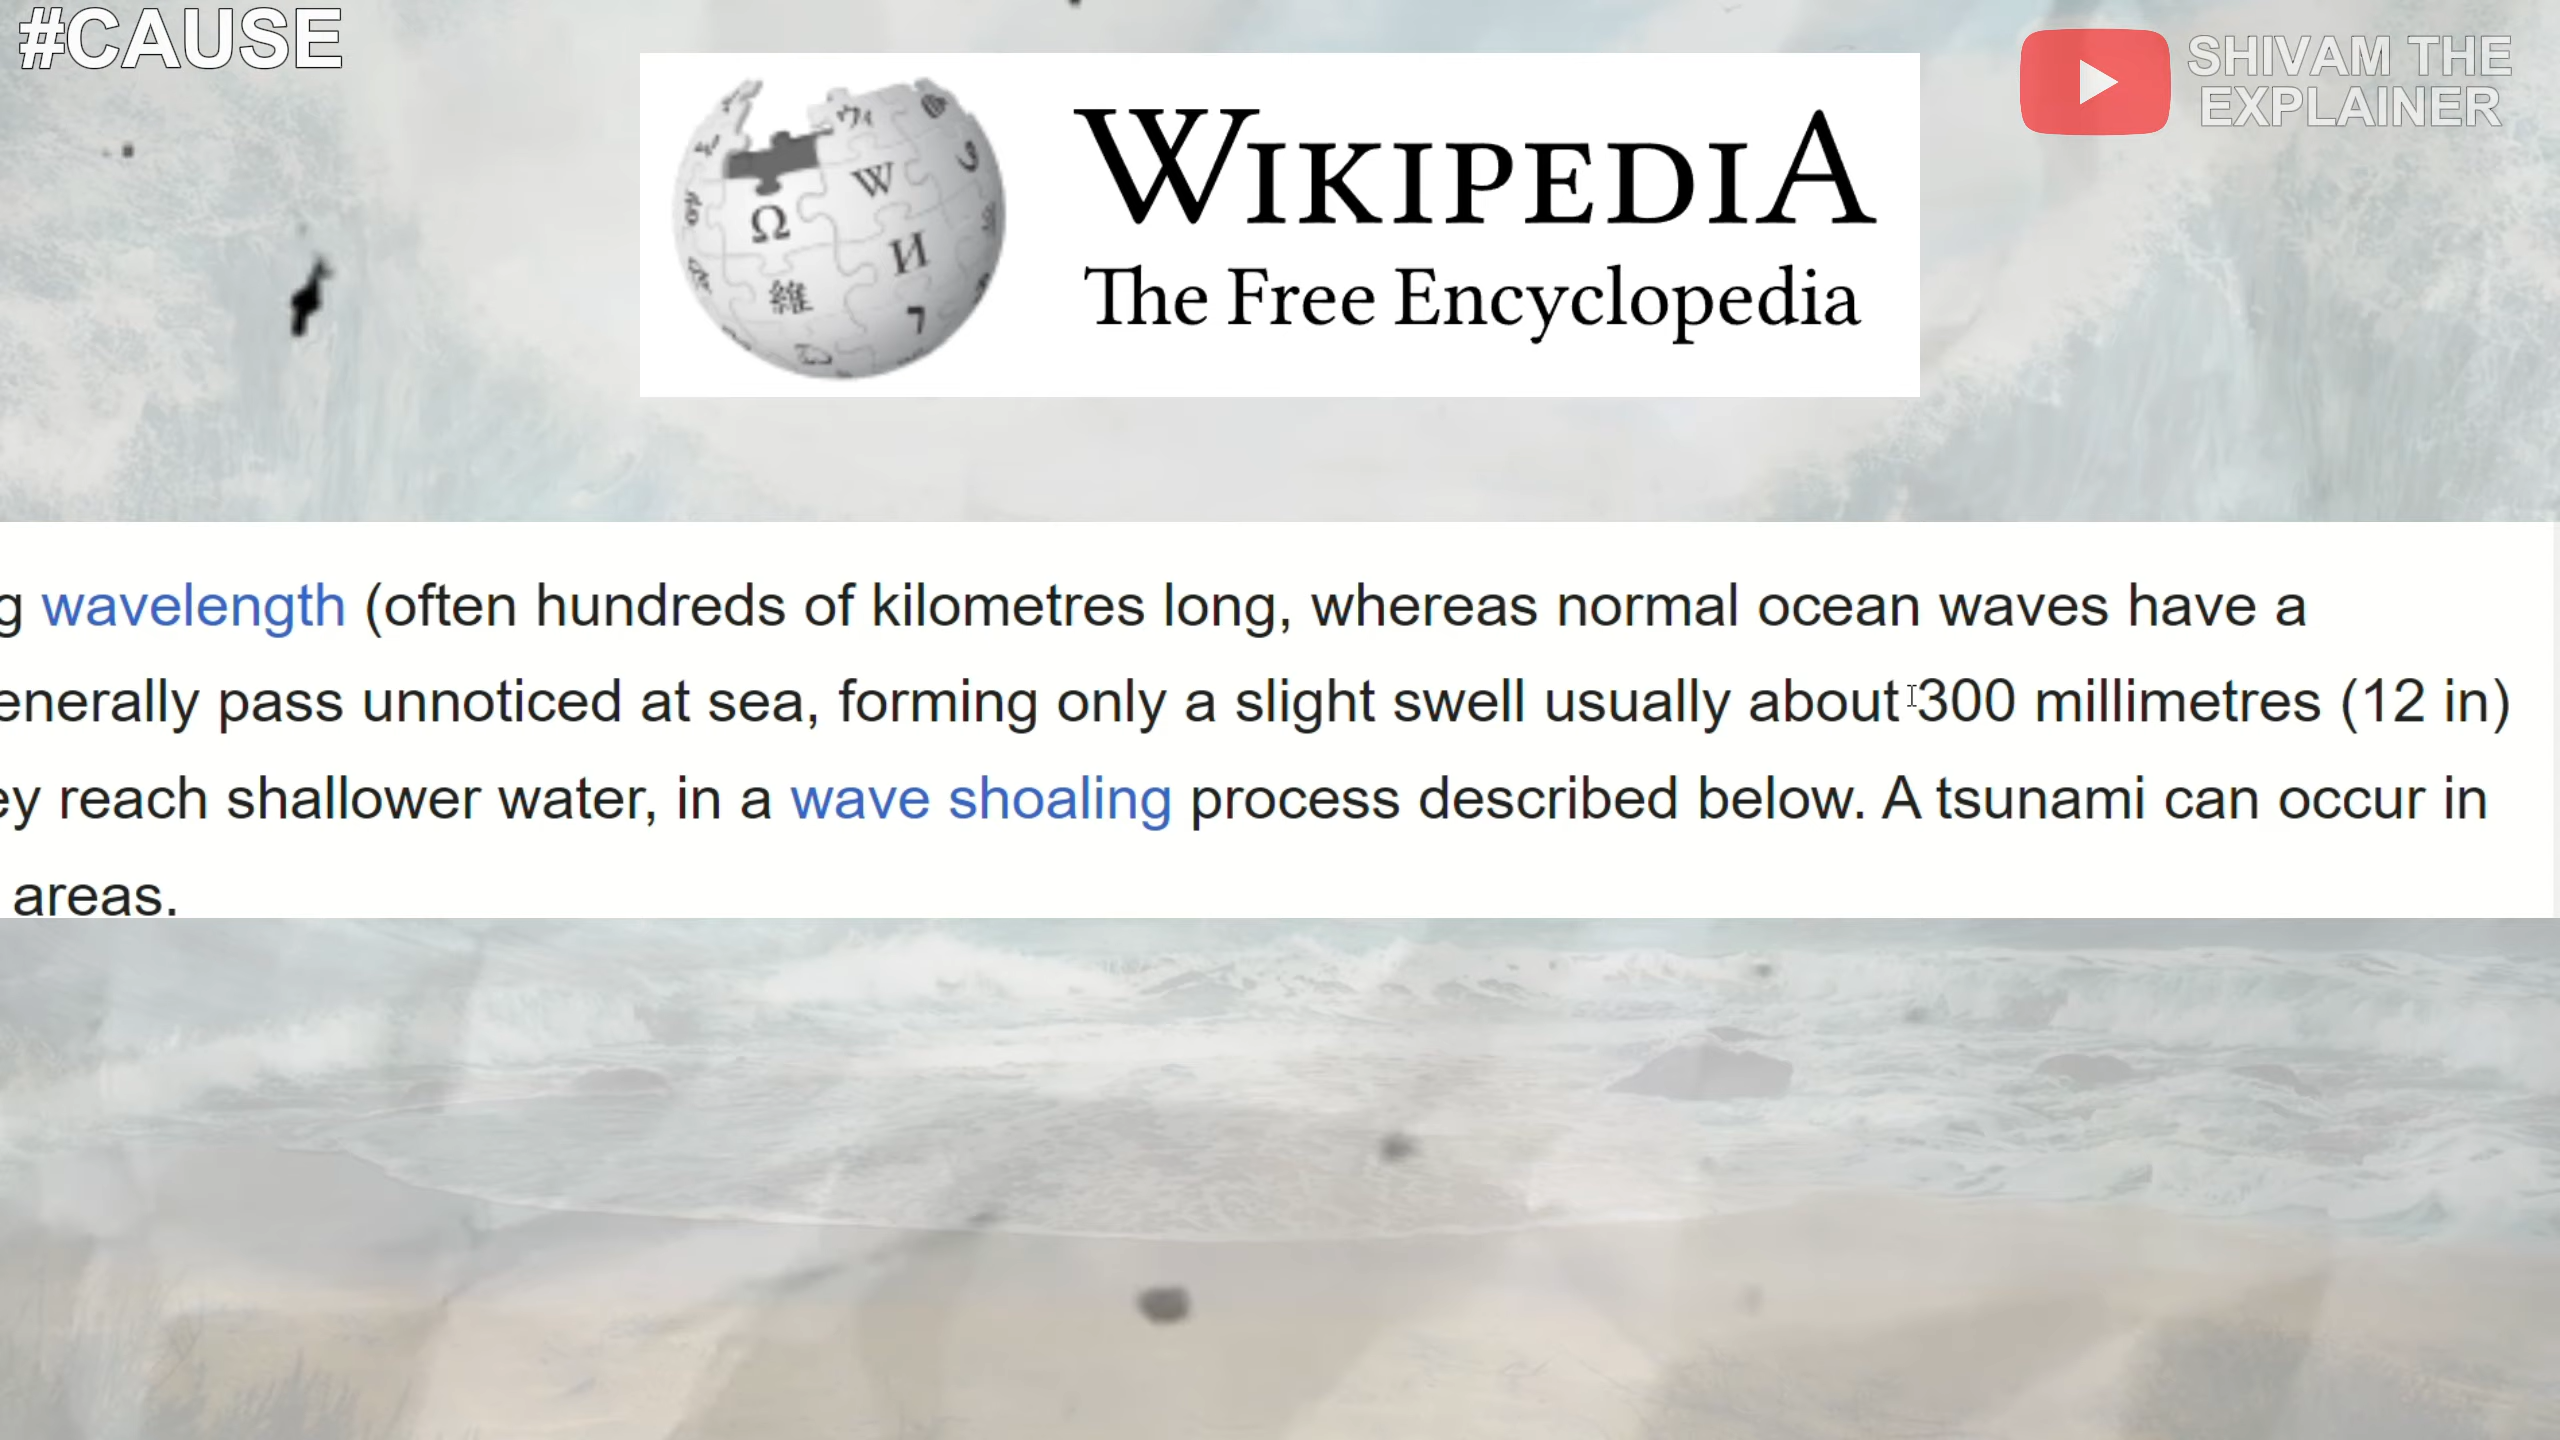 #CAUSE
SHIVAM THE
EXPLAINER
WIKIPEDIA
The Free Encyclopedia
Ω W И 維 7
g wavelength (often hundreds of kilometres long, whereas normal ocean waves have a
enerally pass unnoticed at sea, forming only a slight swell usually about 300 millimetres (12 in)
ey reach shallower water, in a wave shoaling process described below. A tsunami can occur in
areas.